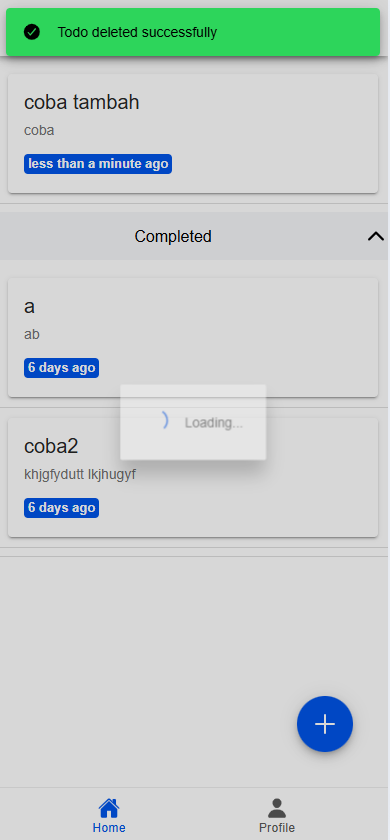 Todo deleted successfully
coba tambah
coba
less than a minute ago
Completed
a
ab
6 days ago
Loading...
coba2
khjgfydutt lkjhugyf
6 days ago
Home
Profile